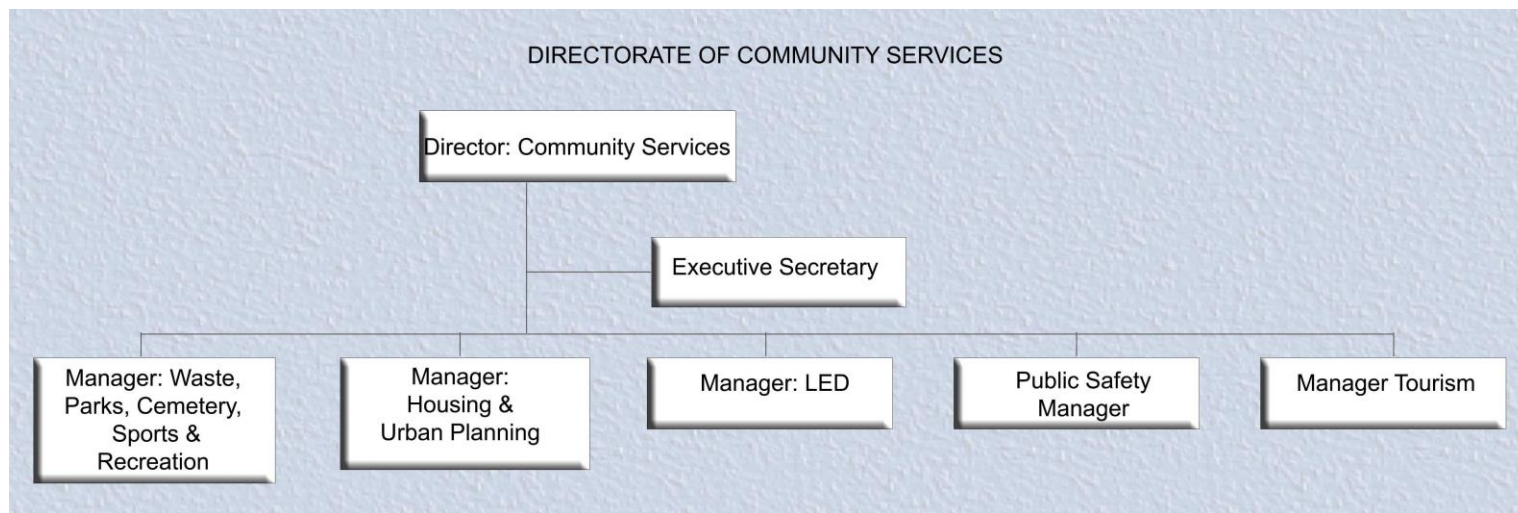 DIRECTORATE OF COMMUNITY SERVICES
Director: Community Services
Executive Secretary
Manager: Waste,
Parks, Cemetery,
Sports &
Recreation
Manager:
Housing &
Urban Planning
Manager: LED
Public Safety
Manager
Manager Tourism